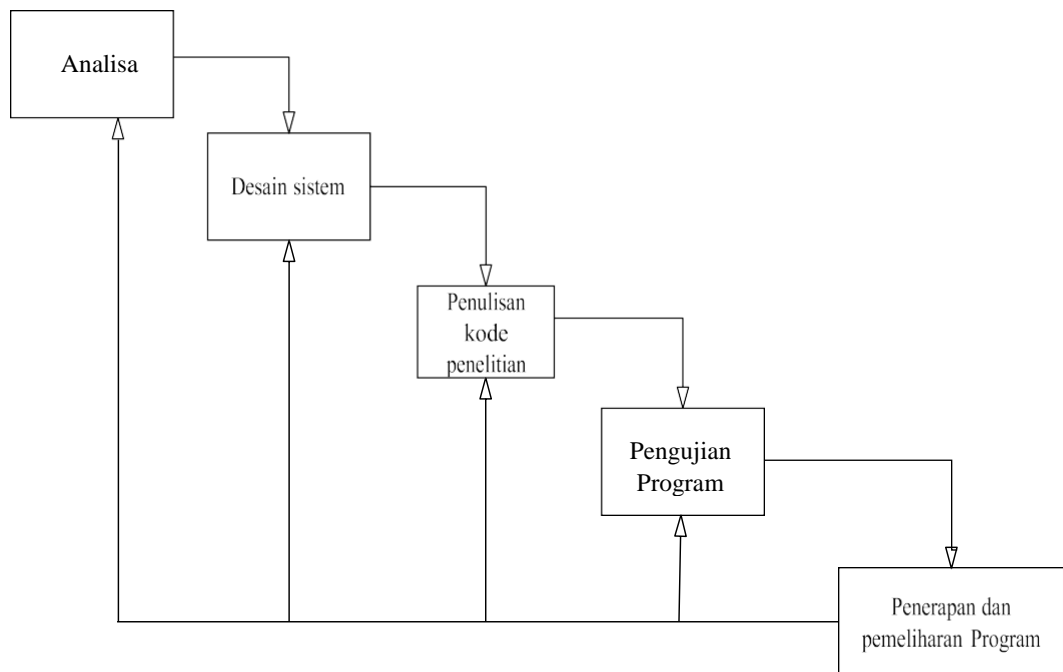 Analisa
Desain sistem
Penulisan
kode
penelitian
Pengujian
Program
Penerapan dan
pemeliharan Program